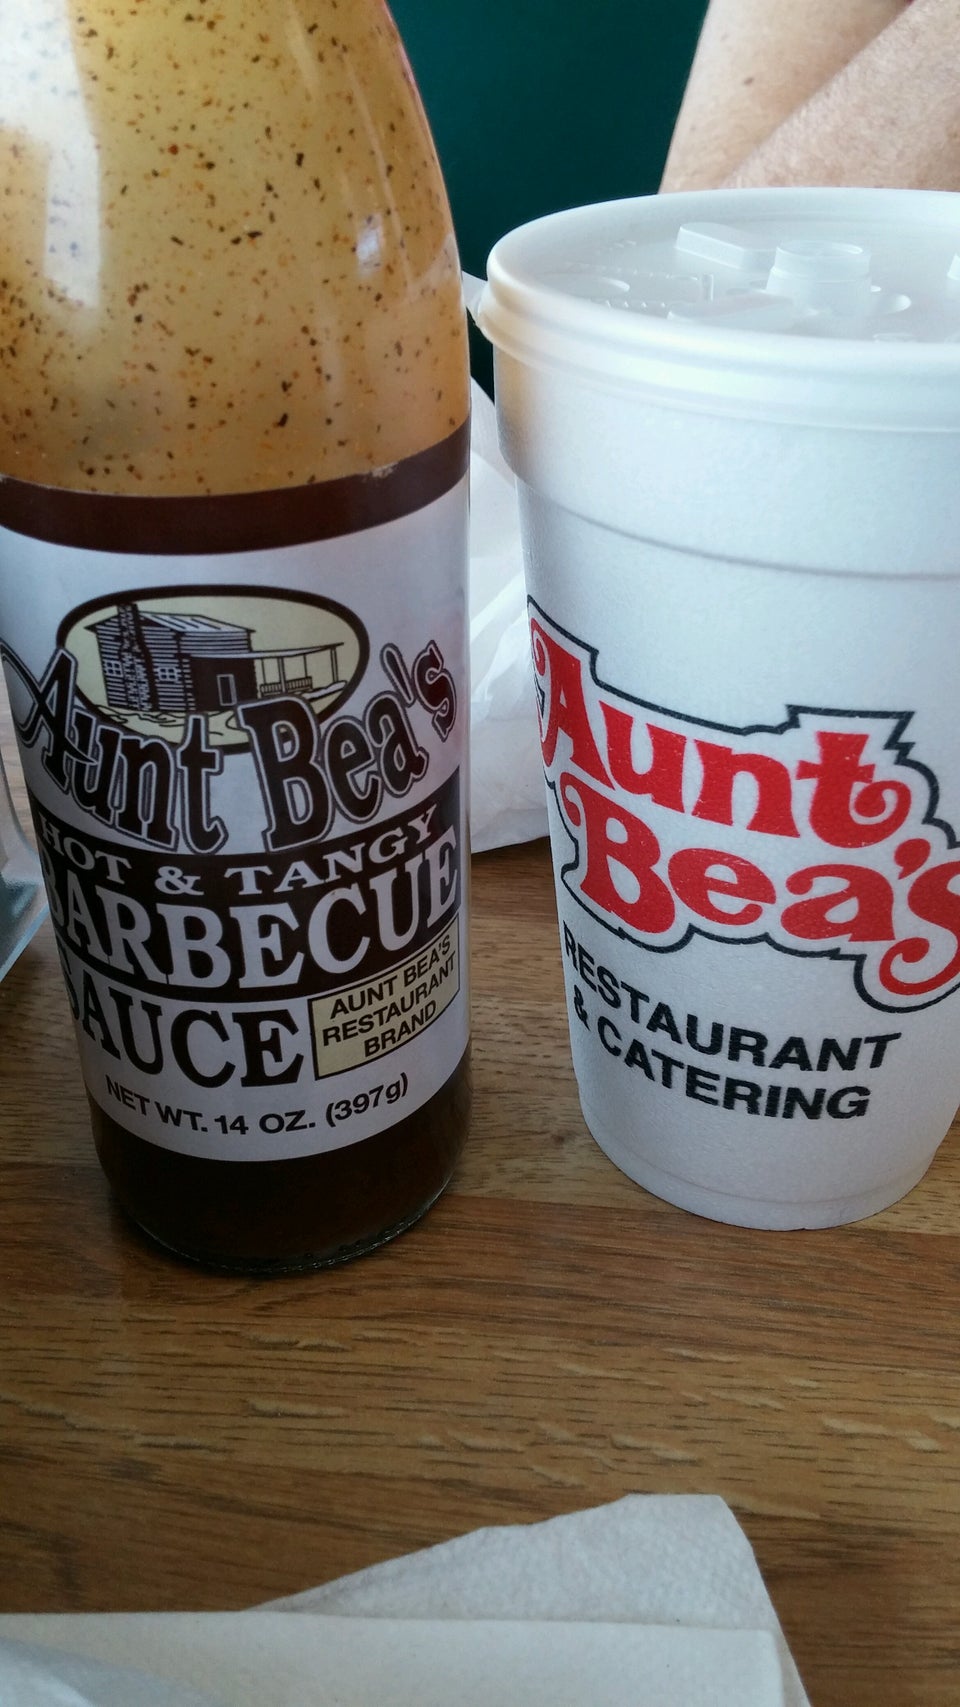 Aunt Bea's
HOT & TANGY
BARBECUE
SAUCE
AUNT BEA'S
RESTAURANT
BRAND
NET WT. 14 OZ. (397g)
Aunt
Bea's
RESTAURANT
& CATERING